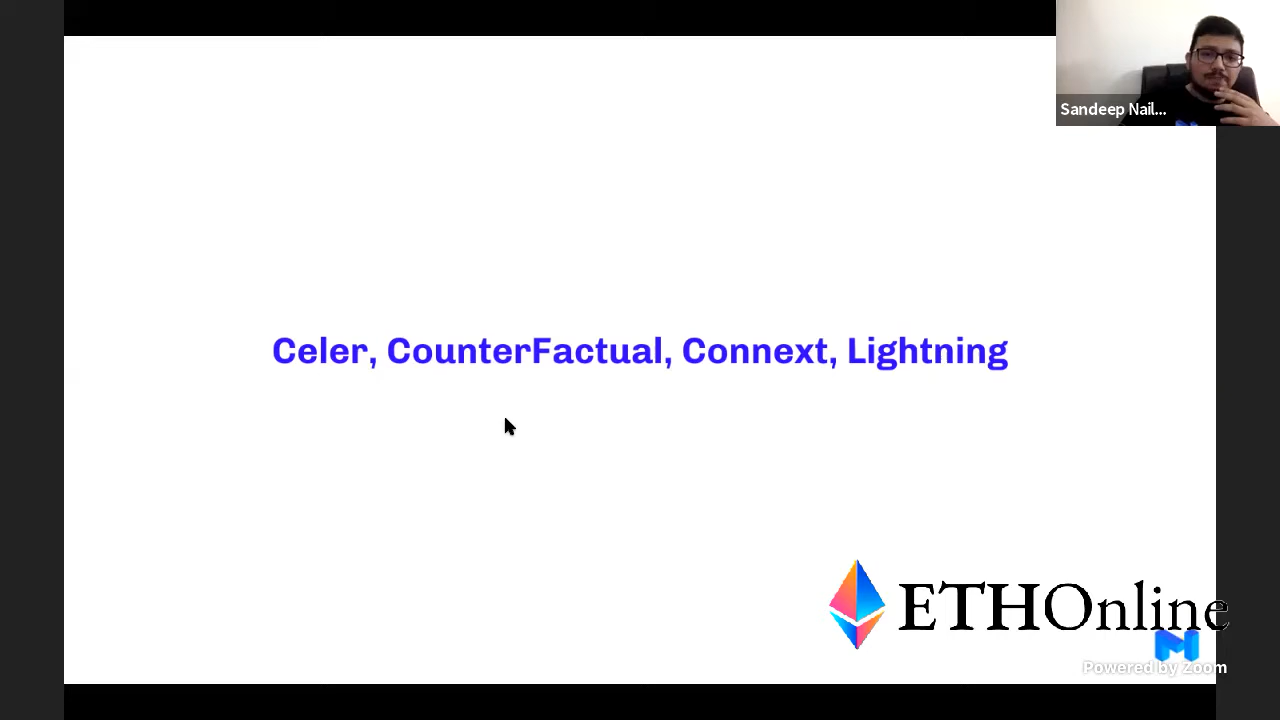 Sandeep Nail...
Celer, CounterFactual, Connext, Lightning
ETHOnline
Powered by Zoom